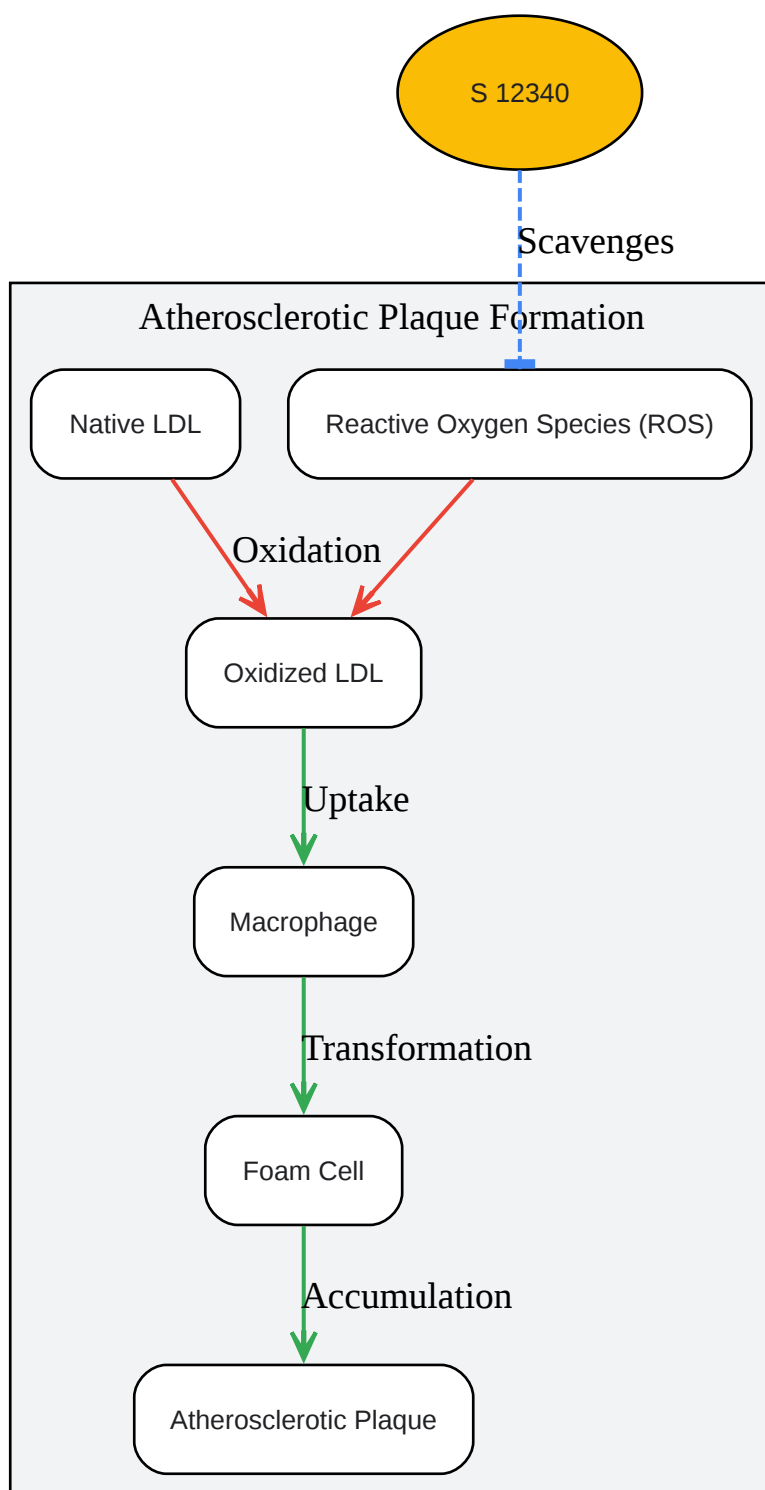 S 12340
Scavenges
Atherosclerotic Plaque Formation
Native LDL
Reactive Oxygen Species (ROS)
Oxidation
Oxidized LDL
Uptake
Macrophage
Transformation
Foam Cell
Accumulation
Atherosclerotic Plaque